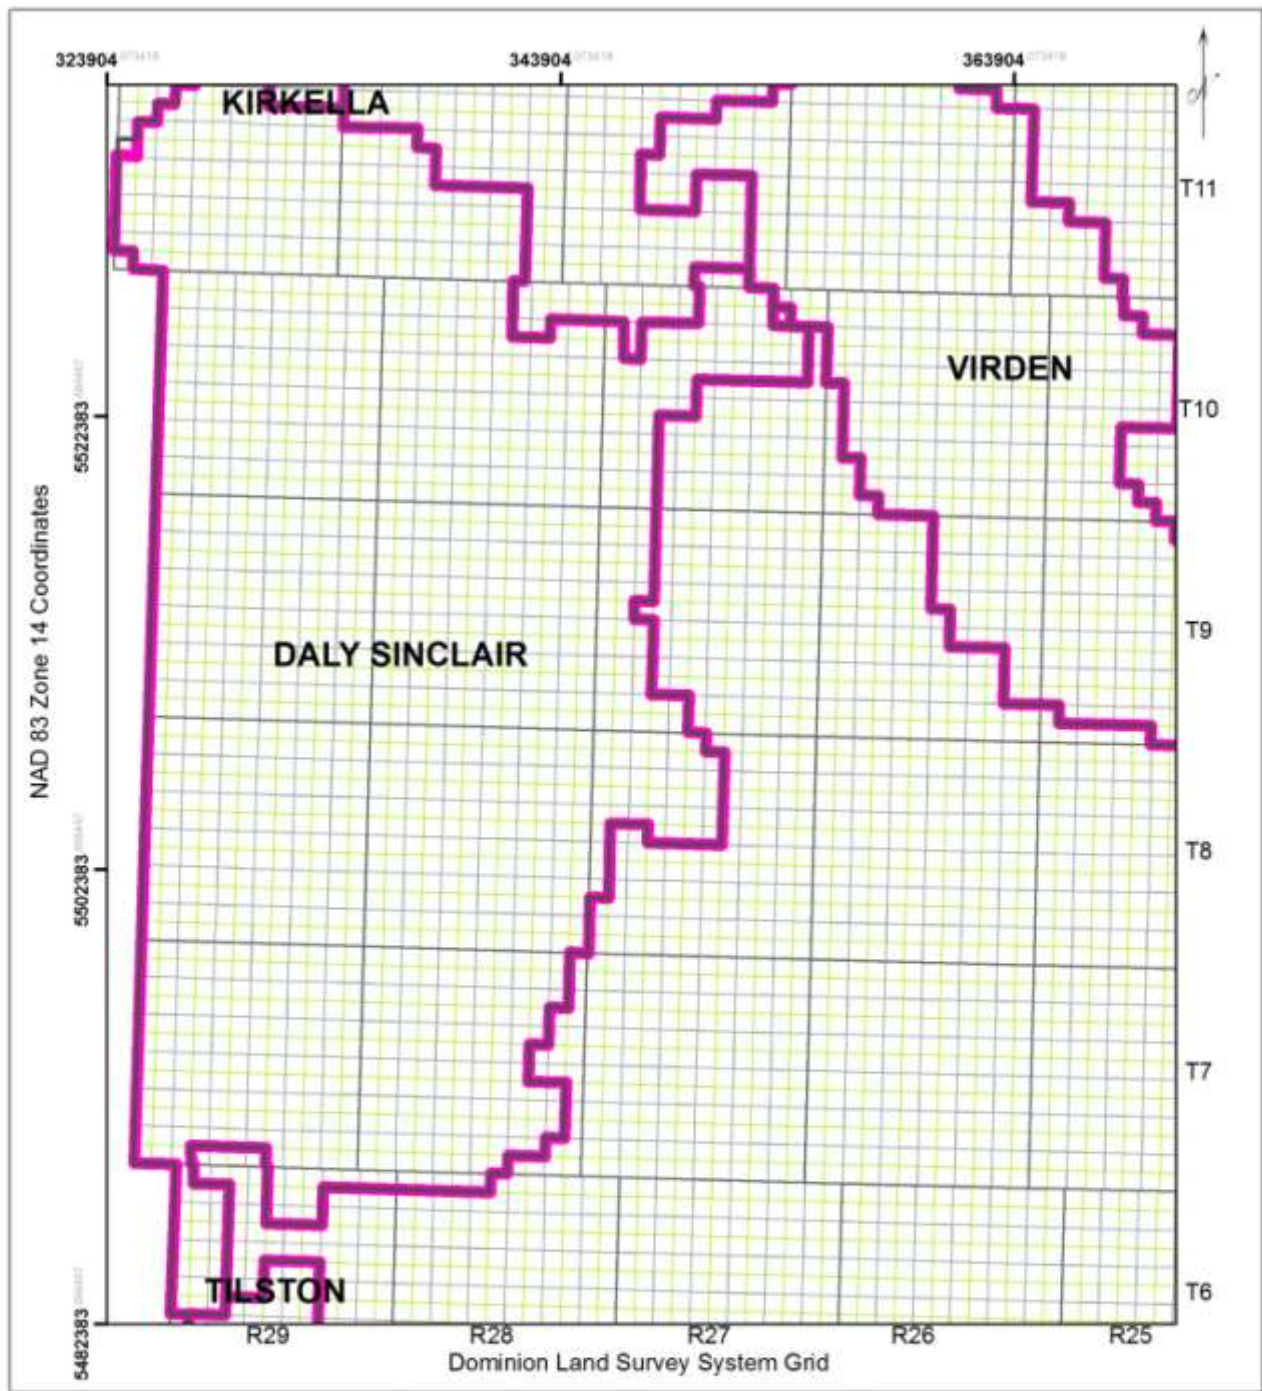 323904
343904
363904
N
KIRKELLA
T11
VIRDEN
T10
5522383
NAD 83 Zone 14 Coordinates
DALY SINCLAIR
T9
T8
5502383
T7
TILSTON
T6
5482383
R29 R28 R27 R26 R25
Dominion Land Survey System Grid